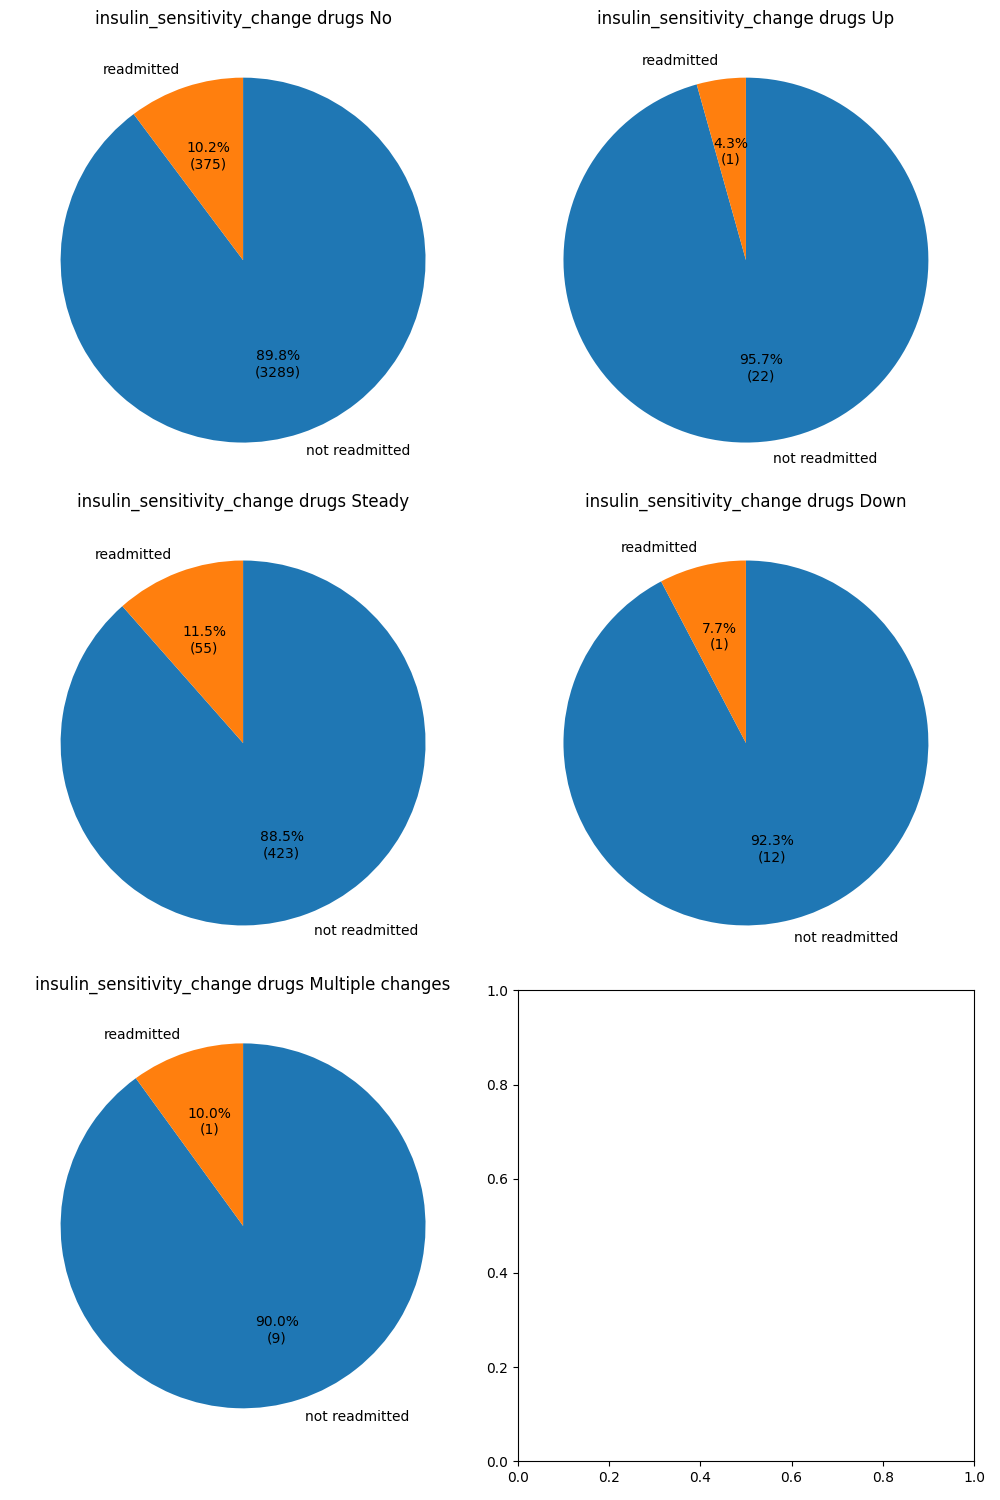 insulin_sensitivity_change drugs No
readmitted
10.2%
(375)
89.8%
(3289)
not readmitted
insulin_sensitivity_change drugs Up
readmitted
4.3%
(1)
95.7%
(22)
not readmitted
insulin_sensitivity_change drugs Steady
readmitted
11.5%
(55)
88.5%
(423)
not readmitted
insulin_sensitivity_change drugs Down
readmitted
7.7%
(1)
92.3%
(12)
not readmitted
insulin_sensitivity_change drugs Multiple changes
readmitted
10.0%
(1)
90.0%
(9)
not readmitted
1.0
0.8
0.6
0.4
0.2
0.0
0.0 0.2 0.4 0.6 0.8 1.0